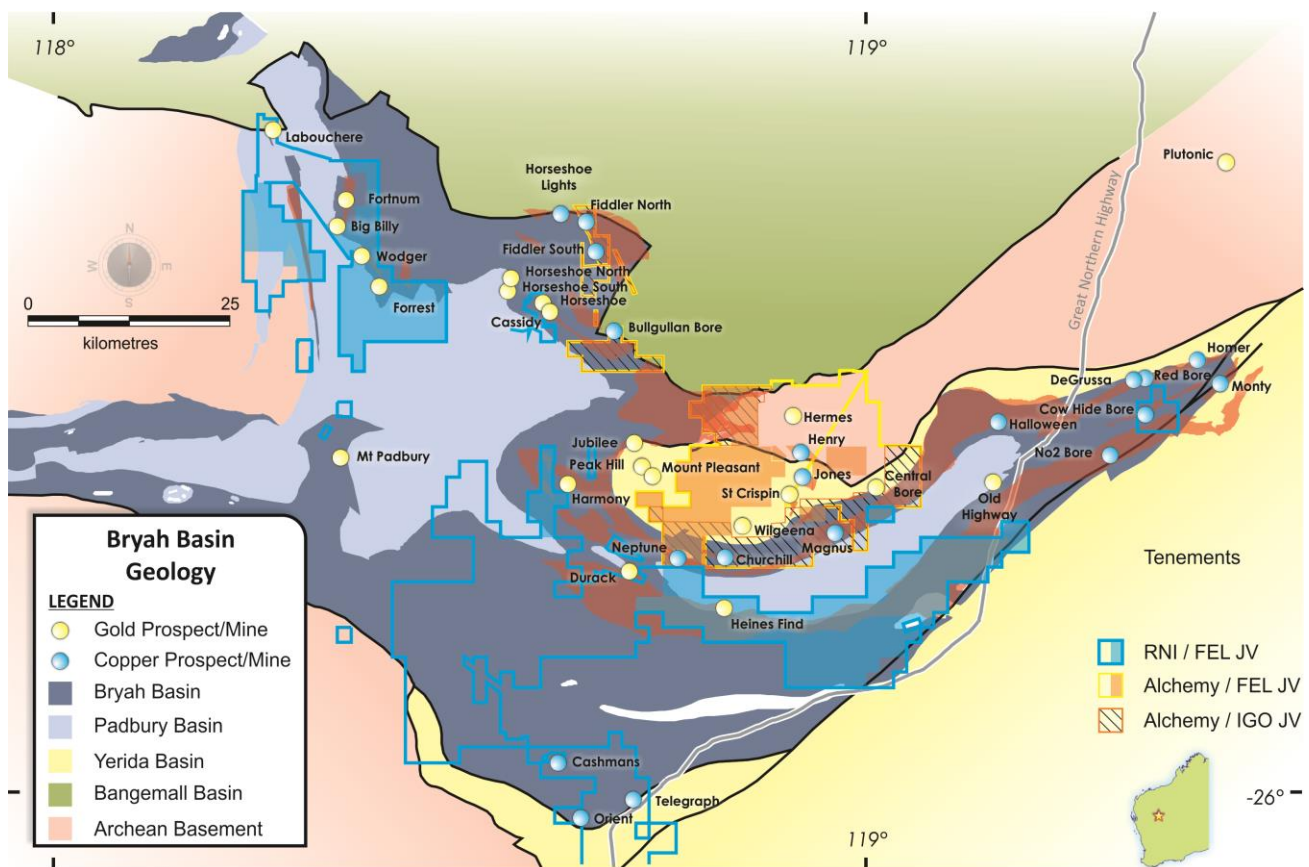 118°
119°
Labouchere
Plutonic
Horseshoe
Lights
Fiddler North
Fortnum
Big Billy
Fiddler South
Wodger
N
W
E
S
Great Northern Highway
Horseshoe North
Horseshoe South
Horseshoe
Forrest
Cassidy
0
25
kilometres
Bullgullan Bore
Homer
DeGrussa
Red Bore
Monty
Cow Hide Bore
Halloween
Hermes
Henry
Jubilee
Peak Hill
Mount Pleasant
Jones
No2 Bore
Mt Padbury
Harmony
St Crispin
Central
Bore
Old
Highway
Wilgeena
Magnus
Neptune
Churchill
Durack
Heines Find
Bryah Basin
Geology
LEGEND
Gold Prospect/Mine
Copper Prospect/Mine
Bryah Basin
Padbury Basin
Yerida Basin
Bangemall Basin
Archean Basement
Tenements
RNI / FEL JV
Alchemy / FEL JV
Alchemy / IGO JV
Cashmans
Telegraph
Orient
119°
-26°